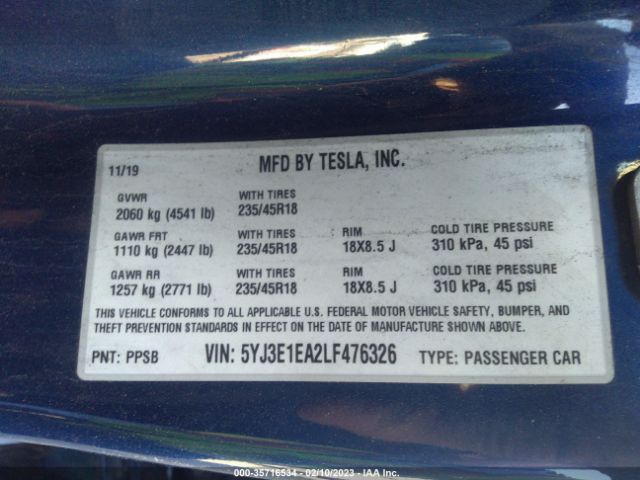 11/19 MFD BY TESLA, INC.
GVWR WITH TIRES
2060 kg (4541 lb) 235/45R18
GAWR FRT WITH TIRES RIM COLD TIRE PRESSURE
1110 kg (2447 lb) 235/45R18 18X8.5 J 310 kPa, 45 psi
GAWR RR WITH TIRES RIM COLD TIRE PRESSURE
1257 kg (2771 lb) 235/45R18 18X8.5 J 310 kPa, 45 psi
THIS VEHICLE CONFORMS TO ALL APPLICABLE U.S. FEDERAL MOTOR VEHICLE SAFETY, BUMPER, AND
THEFT PREVENTION STANDARDS IN EFFECT ON THE DATE OF MANUFACTURE SHOWN ABOVE.
PNT: PPSB VIN: 5YJ3E1EA2LF476326 TYPE: PASSENGER CAR
000-35716534 - 02/10/2023 - IAA Inc.